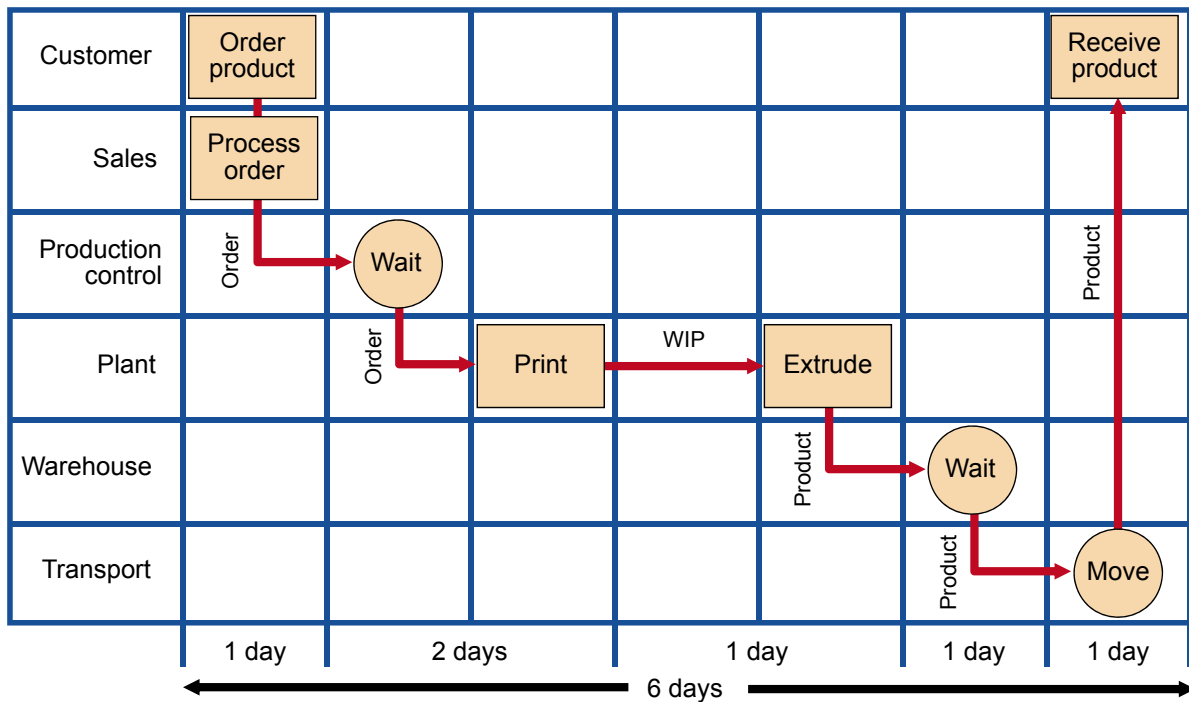 Customer
Order
product
Receive
product
Sales
Process
order
Production
control
Order
Wait
Product
Plant
Order
Print
WIP
Extrude
Warehouse
Product
Wait
Transport
Product
Move
1 day
2 days
1 day
1 day
1 day
6 days